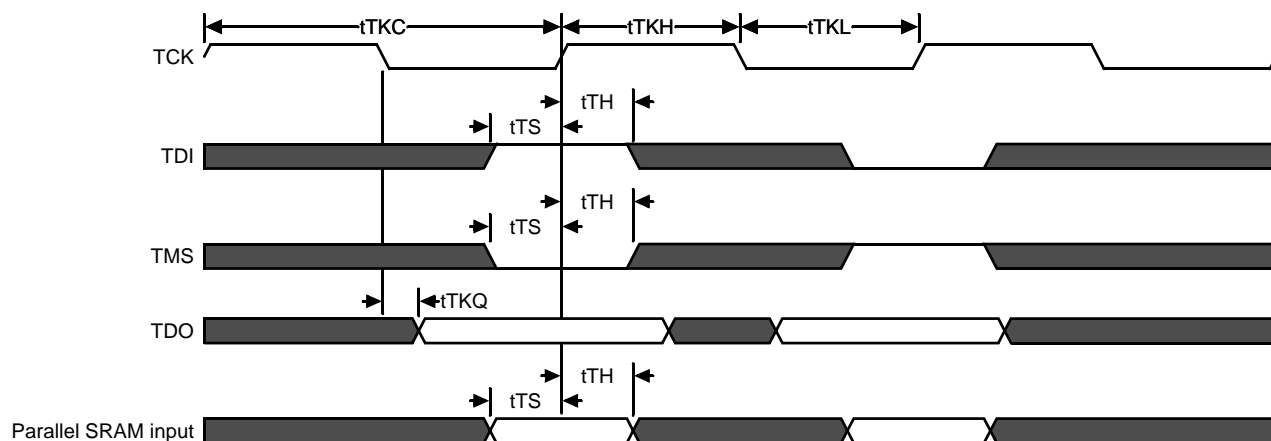 tTKC tTKH tTKL
TCK
tTH
tTS
TDI
tTH
tTS
TMS
tTKQ
TDO
tTH
tTS
Parallel SRAM input